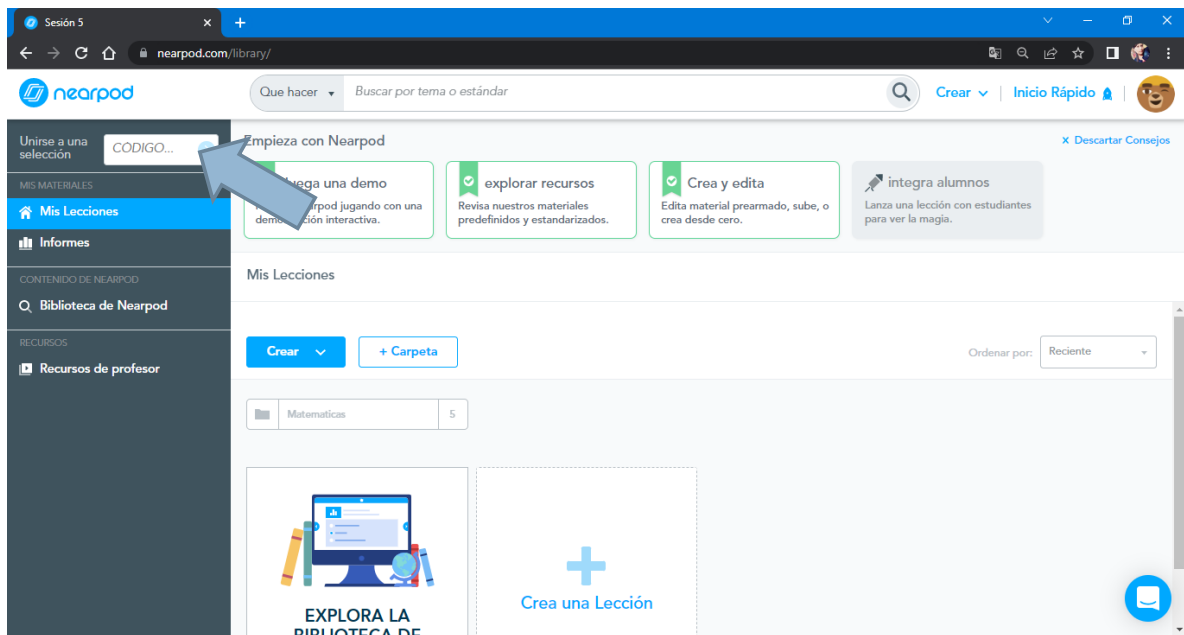 Sesión 5
nearpod.com/library/
nearpod
Que hacer
Buscar por tema o estándar
Crear
Inicio Rápido
Unirse a una
selección
CÓDIGO...
MIS MATERIALES
Mis Lecciones
Informes
CONTENIDO DE NEARPOD
Biblioteca de Nearpod
RECURSOS
Recursos de profesor
Empieza con Nearpod
x Descartar Consejos
una demo
jugando con una
interactiva.
explorar recursos
Revisa nuestros materiales
predefinidos y estandarizados.
Crea y edita
Edita material prearmado, sube, o
crea desde cero.
integra alumnos
Lanza una lección con estudiantes
para ver la magia.
Mis Lecciones
Crear
+ Carpeta
Ordenar por:
Reciente
Matematicas
5
EXPLORA LA
BIBLIOTECA DE
Crea una Lección